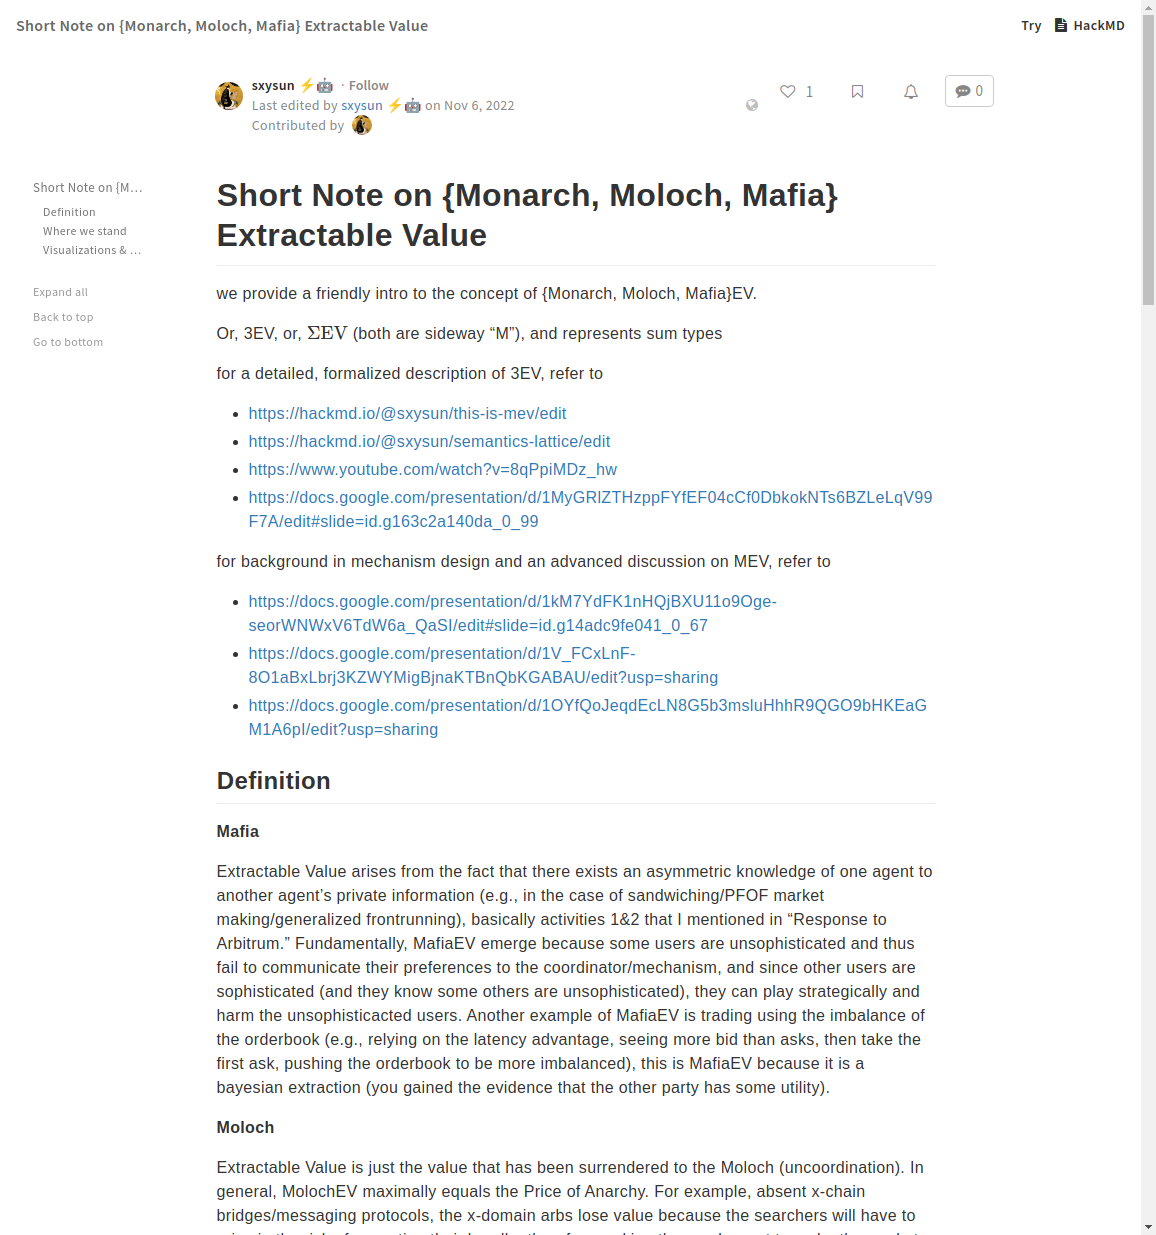 Short Note on {Monarch, Moloch, Mafia} Extractable Value
Try HackMD
sxysun ⚡🤖 · Follow
Last edited by sxysun ⚡🤖 on Nov 6, 2022
Contributed by
1
0
Short Note on {M…
Definition
Where we stand
Visualizations & …
Expand all
Back to top
Go to bottom
Short Note on {Monarch, Moloch, Mafia}
Extractable Value
we provide a friendly intro to the concept of {Monarch, Moloch, Mafia}EV.
Or, 3EV, or, ΣEV (both are sideway “M”), and represents sum types
for a detailed, formalized description of 3EV, refer to
https://hackmd.io/@sxysun/this-is-mev/edit
https://hackmd.io/@sxysun/semantics-lattice/edit
https://www.youtube.com/watch?v=8qPpiMDz_hw
https://docs.google.com/presentation/d/1MyGRlZTHzppFYfEF04cCf0DbkokNTs6BZLeLqV99
F7A/edit#slide=id.g163c2a140da_0_99
for background in mechanism design and an advanced discussion on MEV, refer to
https://docs.google.com/presentation/d/1kM7YdFK1nHQjBXU11o9Oge-
seorWNWxV6TdW6a_QaSI/edit#slide=id.g14adc9fe041_0_67
https://docs.google.com/presentation/d/1V_FCxLnF-
8O1aBxLbrj3KZWYMigBjnaKTBnQbKGABAU/edit?usp=sharing
https://docs.google.com/presentation/d/1OYfQoJeqdEcLN8G5b3msluHhhR9QGO9bHKEaG
M1A6pI/edit?usp=sharing
Definition
Mafia
Extractable Value arises from the fact that there exists an asymmetric knowledge of one agent to
another agent’s private information (e.g., in the case of sandwiching/PFOF market
making/generalized frontrunning), basically activities 1&2 that I mentioned in “Response to
Arbitrum.” Fundamentally, MafiaEV emerge because some users are unsophisticated and thus
fail to communicate their preferences to the coordinator/mechanism, and since other users are
sophisticated (and they know some others are unsophisticated), they can play strategically and
harm the unsophisticacted users. Another example of MafiaEV is trading using the imbalance of
the orderbook (e.g., relying on the latency advantage, seeing more bid than asks, then take the
first ask, pushing the orderbook to be more imbalanced), this is MafiaEV because it is a
bayesian extraction (you gained the evidence that the other party has some utility).
Moloch
Extractable Value is just the value that has been surrendered to the Moloch (uncoordination). In
general, MolochEV maximally equals the Price of Anarchy. For example, absent x-chain
bridges/messaging protocols, the x-domain arbs lose value because the searchers will have to